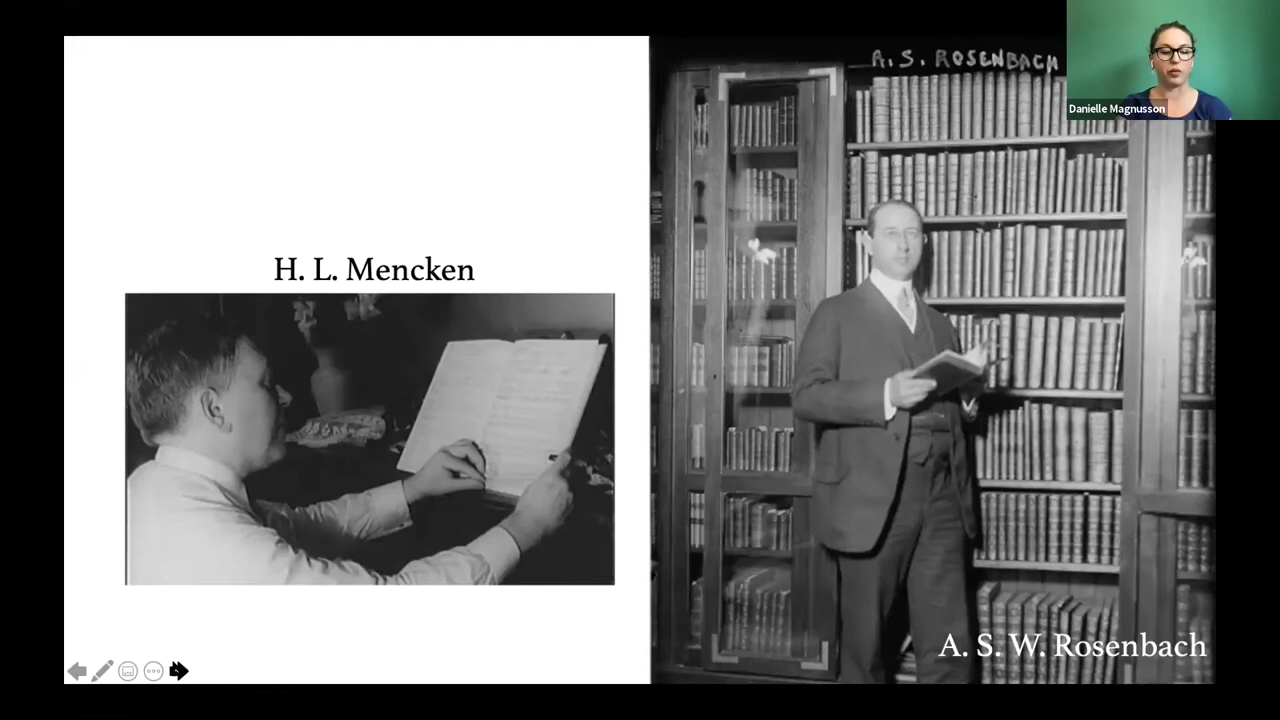 H. L. Mencken
A. S. ROSENBACH
Danielle Magnusson
A. S. W. Rosenbach